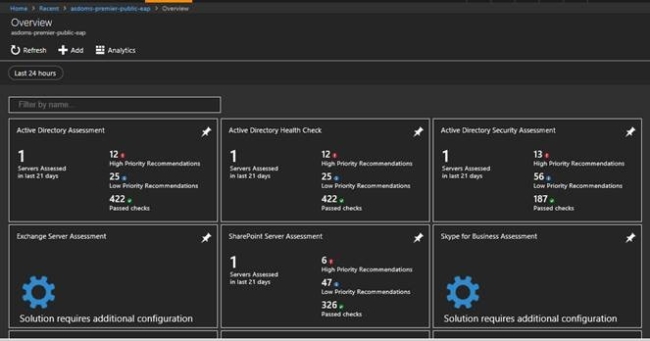 Home > Recent > asdoms-premier-public-eap > Overview
Overview
asdoms-premier-public-eap
Refresh Add Analytics
Last 24 hours
Filter by name...
Active Directory Assessment
1
Servers Assessed
in last 21 days
12
High Priority Recommendations
25
Low Priority Recommendations
422
Passed checks
Active Directory Health Check
1
Servers Assessed
in last 21 days
12
High Priority Recommendations
25
Low Priority Recommendations
422
Passed checks
Active Directory Security Assessment
1
Servers Assessed
in last 21 days
13
High Priority Recommendations
56
Low Priority Recommendations
187
Passed checks
Exchange Server Assessment
Solution requires additional configuration
SharePoint Server Assessment
1
Servers Assessed
in last 21 days
6
High Priority Recommendations
47
Low Priority Recommendations
326
Passed checks
Skype for Business Assessment
Solution requires additional configuration